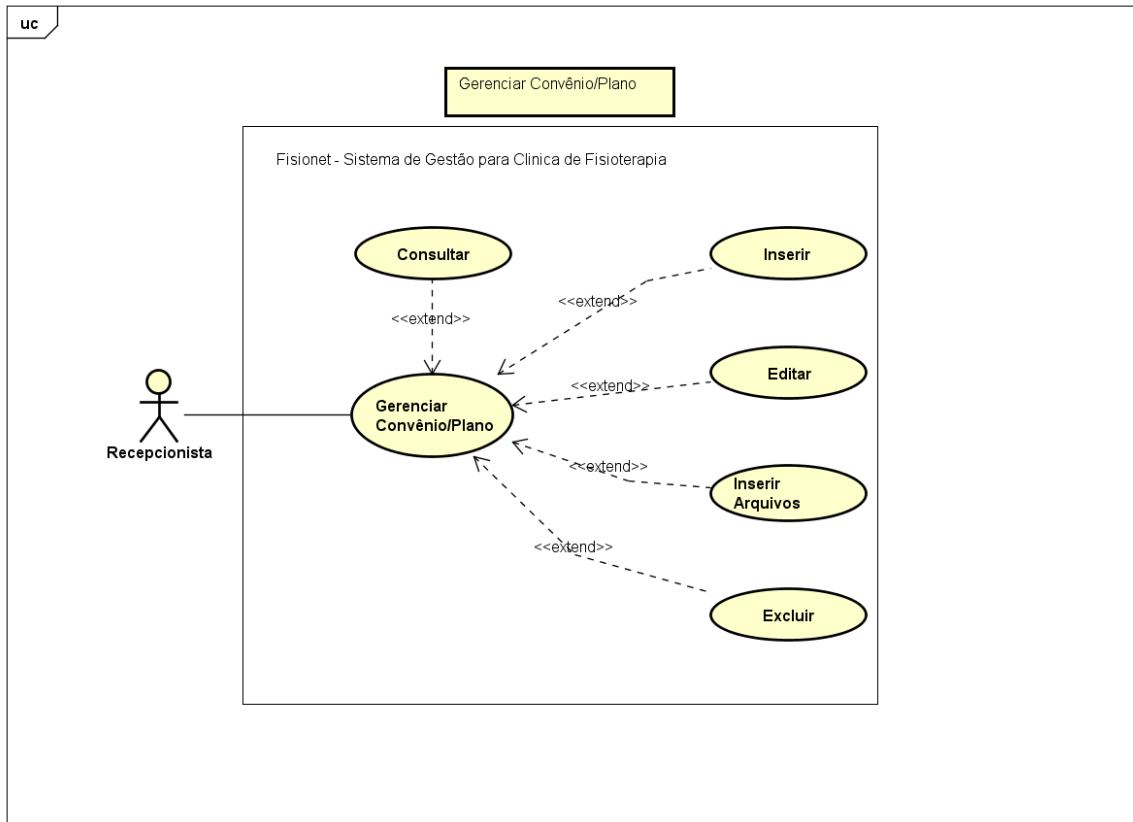 uc
Gerenciar Convênio/Plano
Fisionet - Sistema de Gestão para Clinica de Fisioterapia
Consultar
Inserir
<<extend>>
<<extend>>
Editar
<<extend>>
Gerenciar
Convênio/Plano
Recepcionista
<<extend>>
Inserir
Arquivos
<<extend>>
Excluir